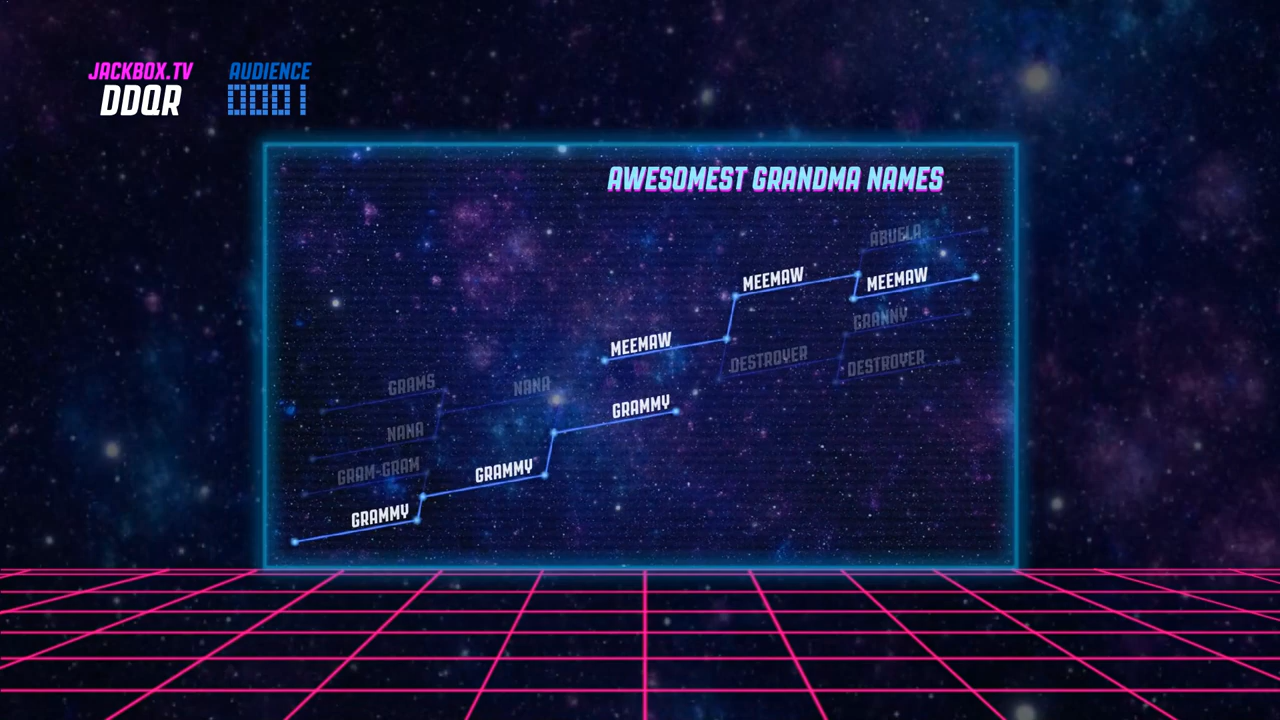 JACKBOX.TV
DDQR
AUDIENCE
0001
AWESOMEST GRANDMA NAMES
ABUELA
MEEMAW
MEEMAW
GRANNY
MEEMAW
DESTROYER
DESTROYER
GRAMS
NANA
GRAMMY
NANA
GRAM-GRAM
GRAMMY
GRAMMY